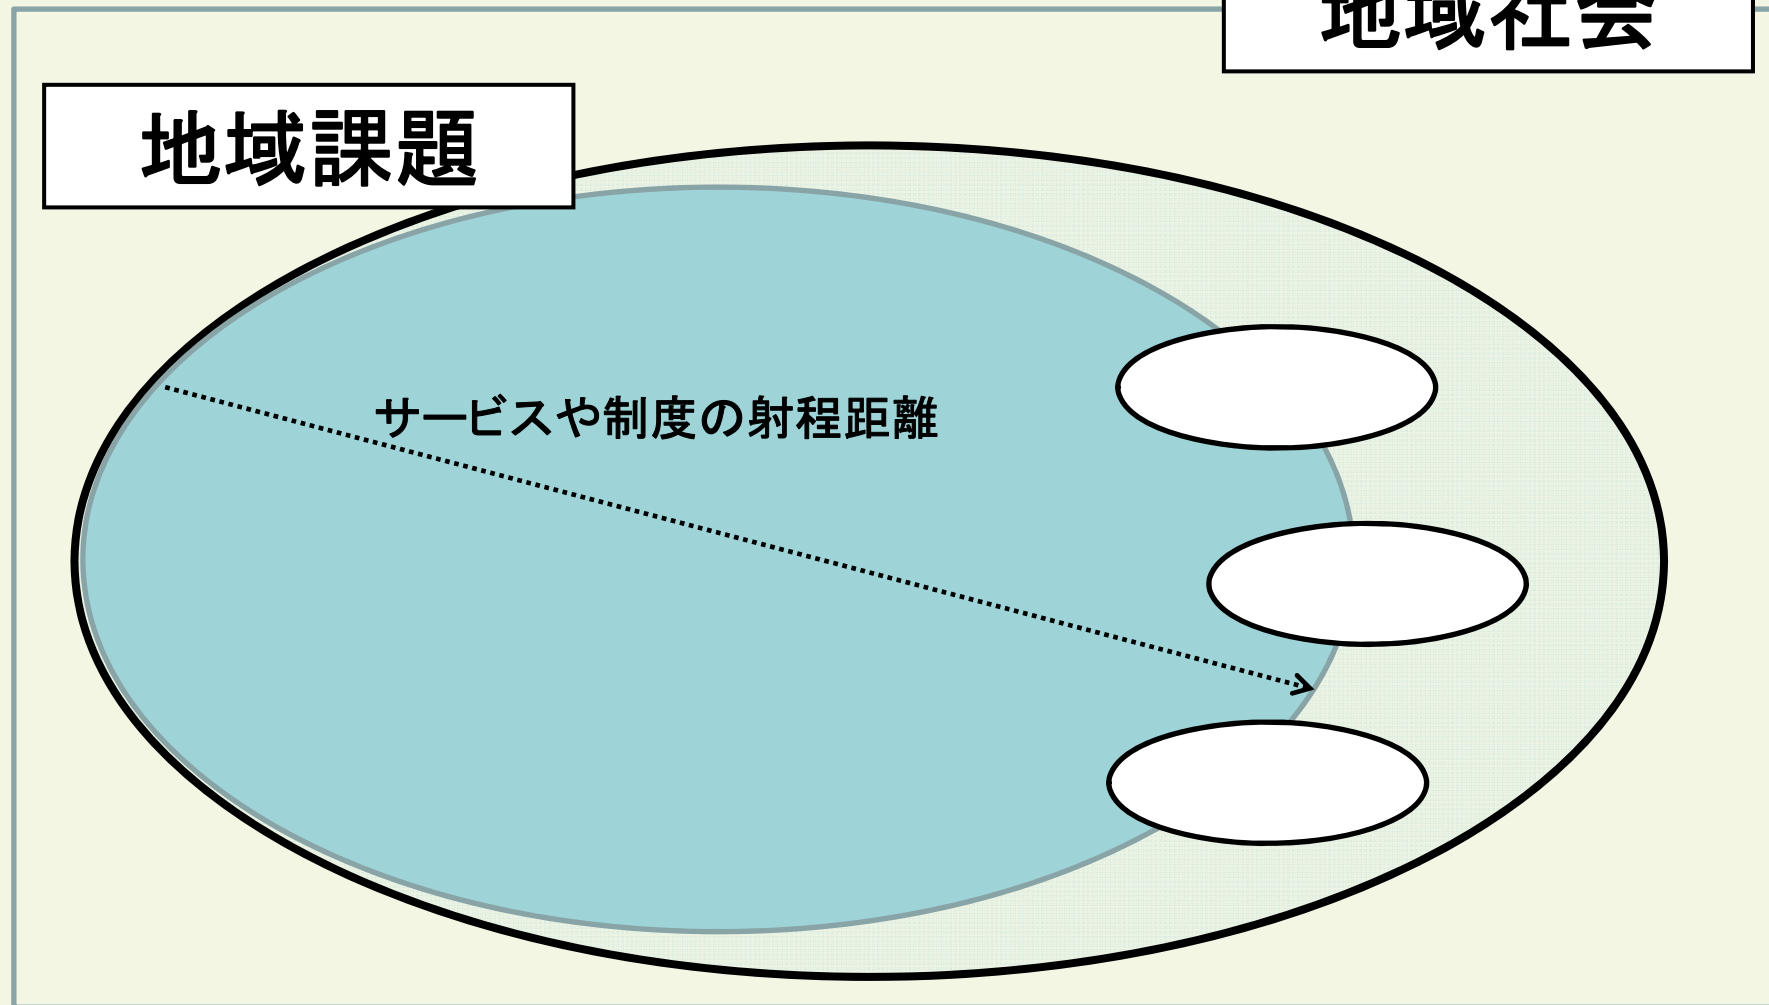 地域社会
地域課題
サービスや制度の射程距離